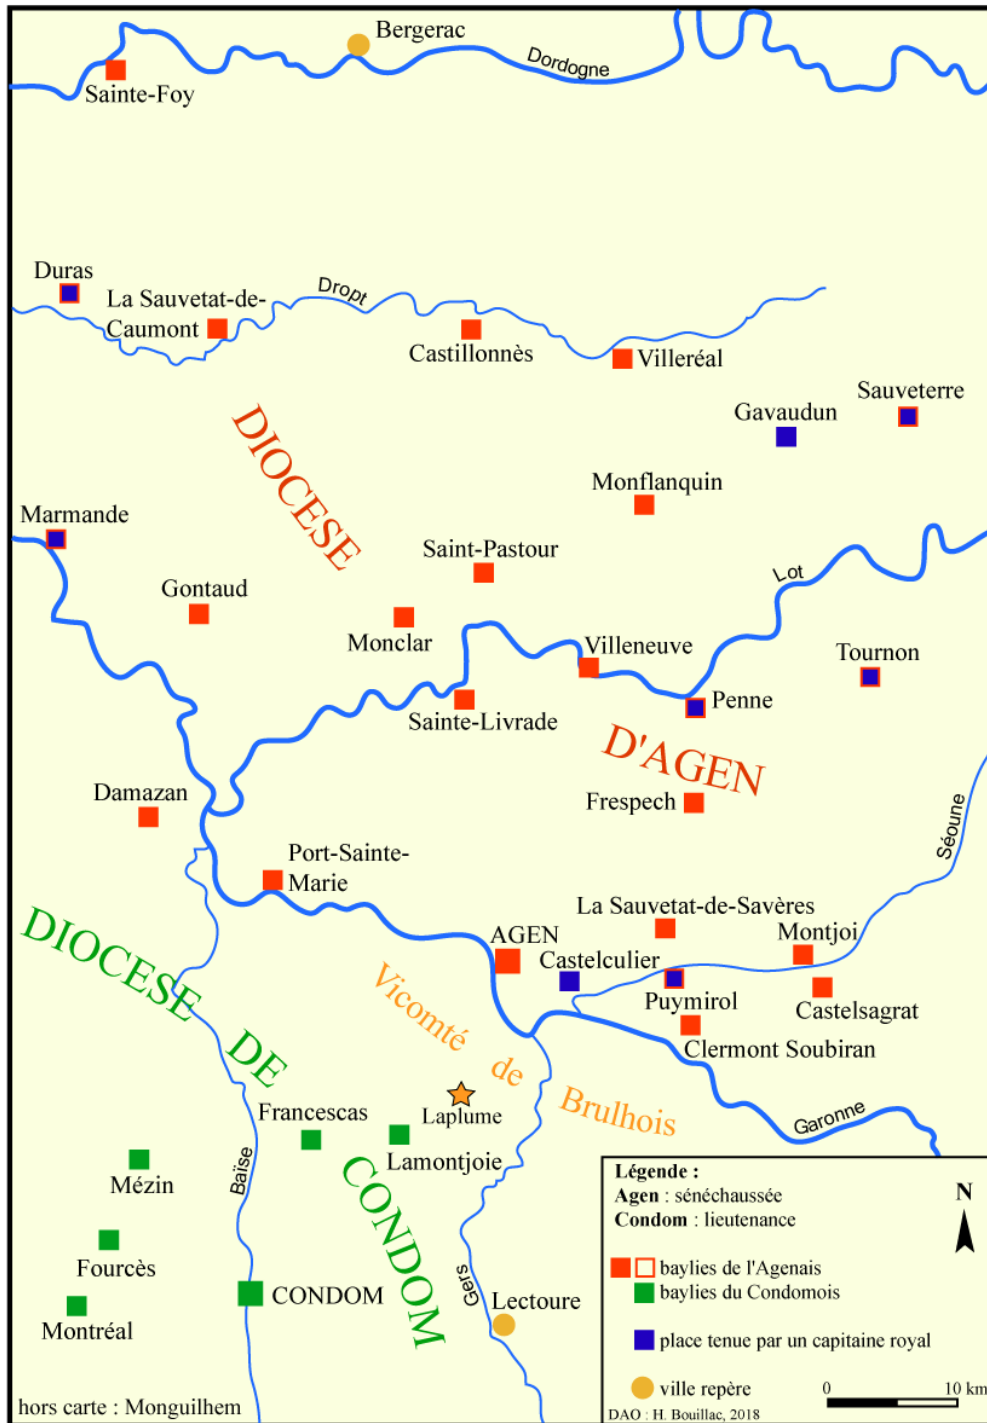 Bergerac
Dordogne
Sainte-Foy
Duras
La Sauvetat-de-
Caumont
Dropt
Castillonnès
Villeréal
Sauveterre
Gavaudun
DIOCESE
Monflanquin
Marmande
Saint-Pastour
Lot
Gontaud
Monclar
Villeneuve
Tournon
Sainte-Livrade
Penne
D'AGEN
Damazan
Frespech
Séoune
Port-Sainte-
Marie
La Sauvetat-de-Savères
DIOCESE
AGEN
Montjoi
Castelculier
Vicomté de
Puymirol
Castelsagrat
DE
Clermont Soubiran
Brulhois
Francescas
Laplume
Garonne
Lamontjoie
Baïse
Mézin
CONDOM
Fourcès
Gers
CONDOM
Lectoure
Montréal
hors carte : Monguilhem
Légende :
Agen : sénéchaussée
Condom : lieutenance
N
baylies de l'Agenais
baylies du Condomois
place tenue par un capitaine royal
ville repère
0 10 km
DAO : H. Bouillac, 2018